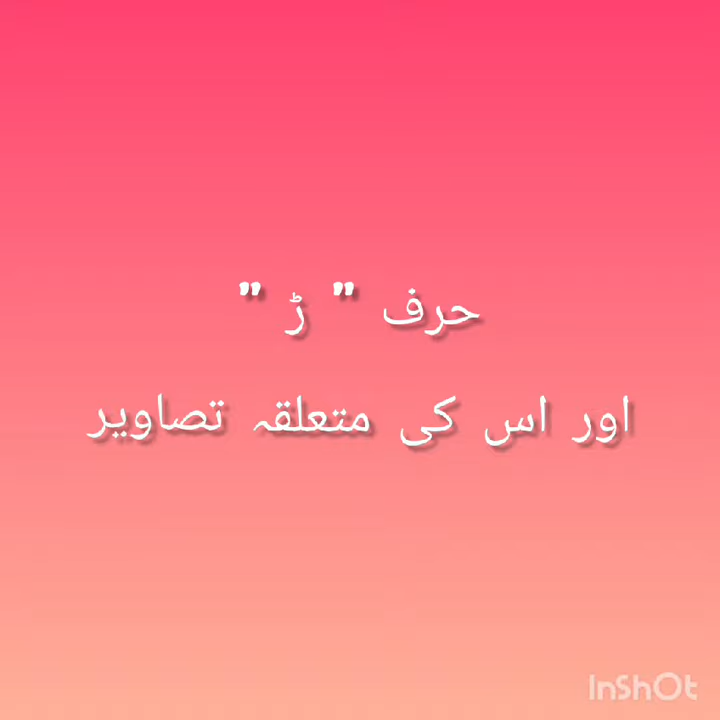 حرف " ڑ "
اور اس کی متعلقہ تصاویر
InShOt